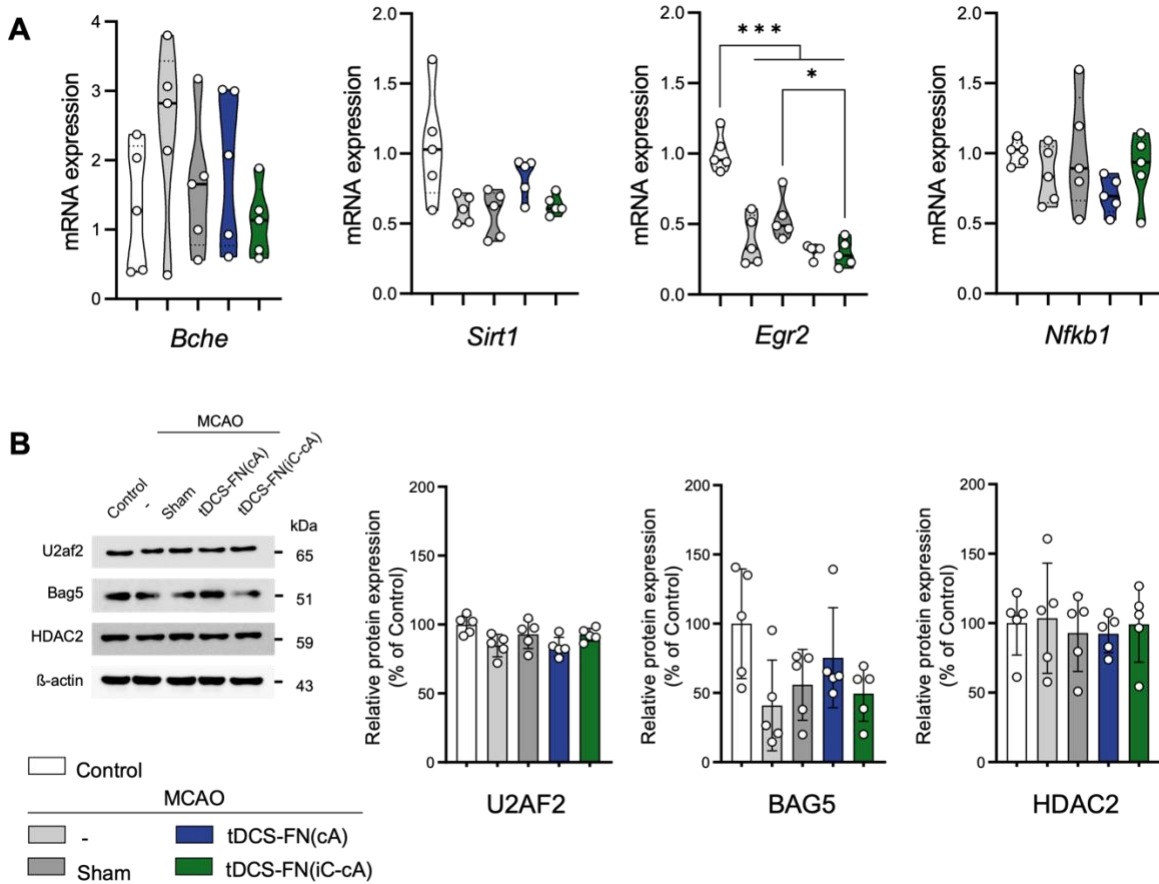 A
mRNA expression
4
3
2
1
0
Bche
mRNA expression
2.0
1.5
1.0
0.5
0.0
Sirt1
mRNA expression
2.0
1.5
1.0
0.5
0.0
***
*
Egr2
mRNA expression
2.0
1.5
1.0
0.5
0.0
Nfkb1
B
MCAO
Control
-
Sham
tDCS-FN(cA)
tDCS-FN(iC-cA)
kDa
U2af2
65
Bag5
51
HDAC2
59
ß-actin
43
Relative protein expression
(% of Control)
200
150
100
50
0
U2AF2
Relative protein expression
(% of Control)
200
150
100
50
0
BAG5
Relative protein expression
(% of Control)
200
150
100
50
0
HDAC2
Control
MCAO
-
tDCS-FN(cA)
Sham
tDCS-FN(iC-cA)